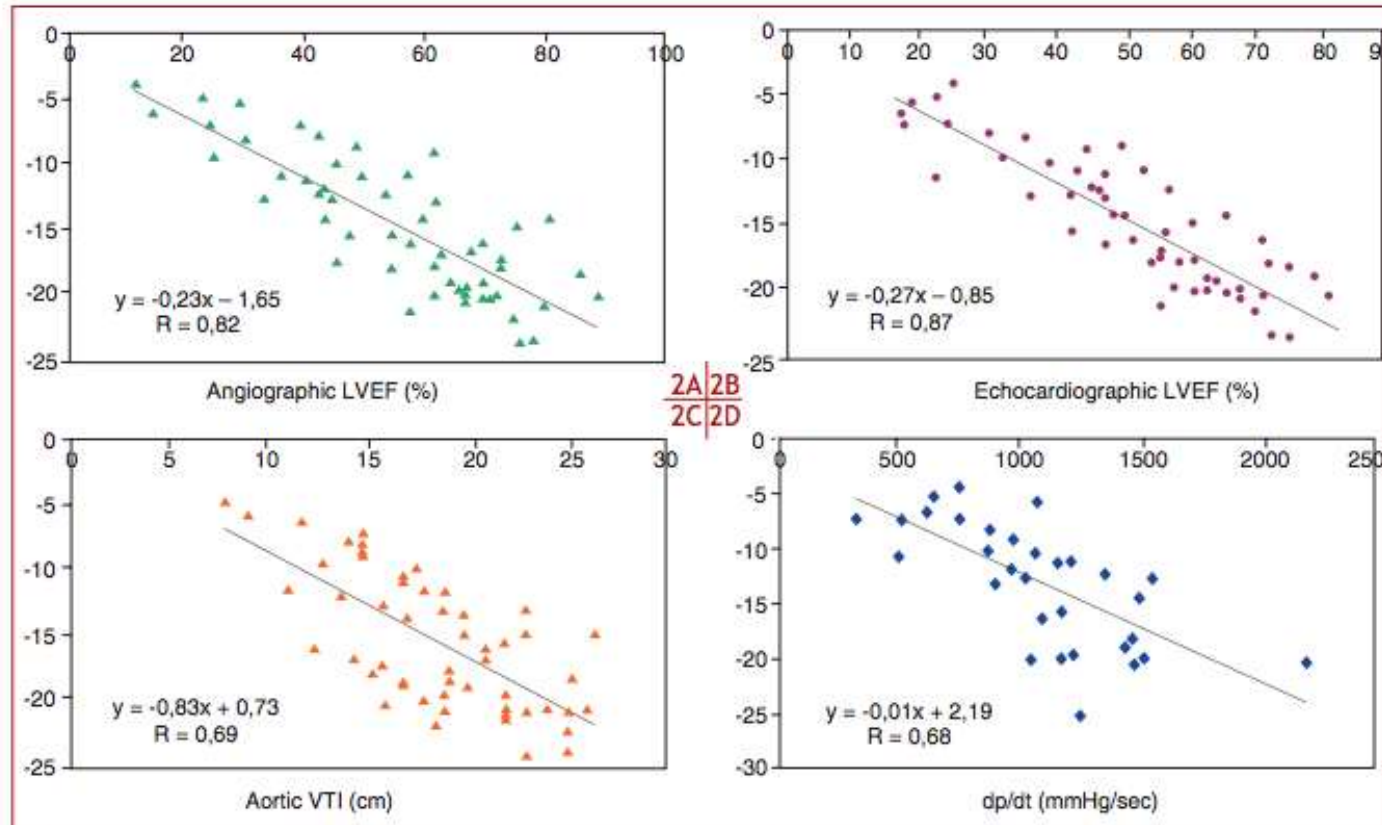 0 20 40 60 80 100
0
-5
-10
-15
-20
-25
y = -0,23x – 1,65
R = 0,82
Angiographic LVEF (%)
0 10 20 30 40 50 60 70 80 9
0
-5
-10
-15
-20
-25
y = -0,27x – 0,85
R = 0,87
Echocardiographic LVEF (%)
2A 2B
2C 2D
0 5 10 15 20 25 30
0
-5
-10
-15
-20
-25
y = -0,83x + 0,73
R = 0,69
Aortic VTI (cm)
0 500 1000 1500 2000 250
0
-5
-10
-15
-20
-25
-30
y = -0,01x + 2,19
R = 0,68
dp/dt (mmHg/sec)